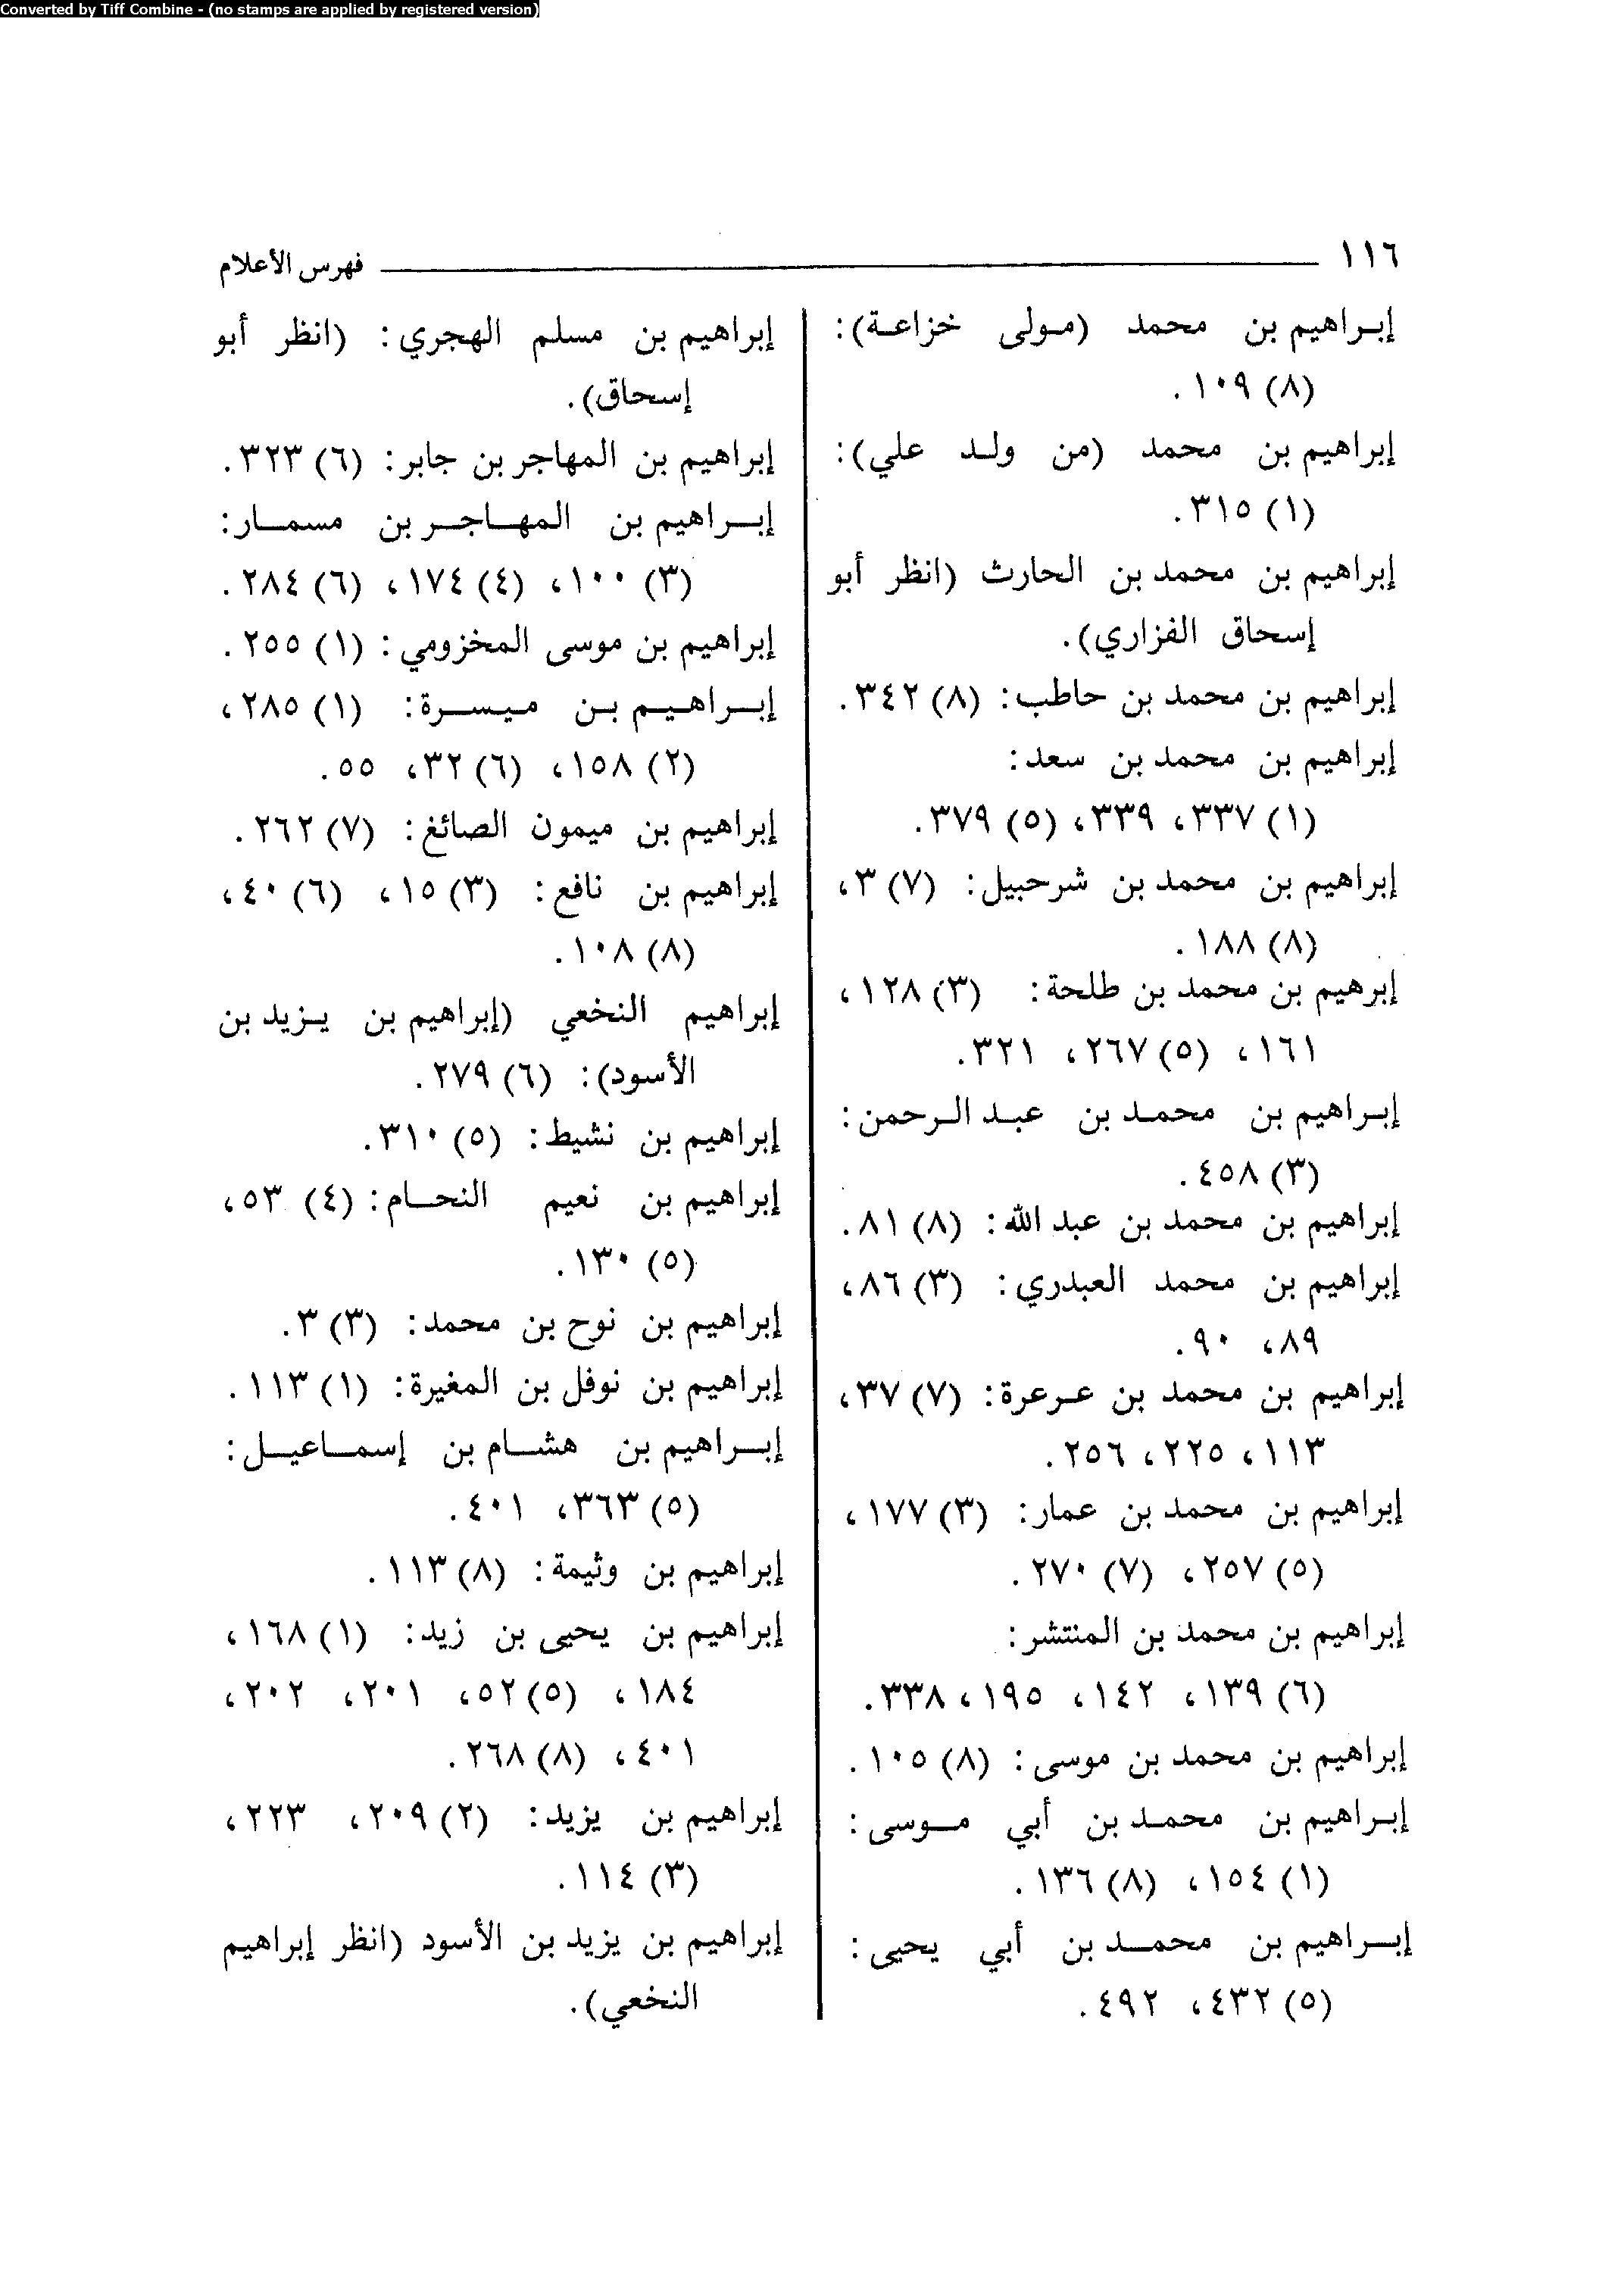 Converted by Tiff Combine - (no stamps are applied by registered version)
١١٦ فهرس الأعلام
إبراهيم بن محمد (مولى خزاعة):
(٨) ١٠٩.
إبراهيم بن محمد (من ولد علي):
(١) ٣١٥.
إبراهيم بن محمد بن الحارث (انظر أبو
إسحاق الفزاري).
إبراهيم بن محمد بن حاطب: (٨) ٣٤٢.
إبراهيم بن محمد بن سعد:
(١) ٣٣٧، ٣٣٩، (٥) ٣٧٩.
إبراهيم بن محمد بن شرحبيل: (٧) ٣،
(٨) ١٨٨.
إبرهيم بن محمد بن طلحة: (٣) ١٢٨،
١٦١، (٥) ٢٦٧، ٣٢١.
إبراهيم بن محمد بن عبد الرحمن:
(٣) ٤٥٨.
إبراهيم بن محمد بن عبد الله: (٨) ٨١.
إبراهيم بن محمد العبدري: (٣) ٨٦،
٨٩، ٩٠.
إبراهيم بن محمد بن عرعرة: (٧) ٣٧،
١١٣، ٢٢٥، ٢٥٦.
إبراهيم بن محمد بن عمار: (٣) ١٧٧،
(٥) ٢٥٧، (٧) ٢٧٠.
إبراهيم بن محمد بن المنتشر:
(٦) ١٣٩، ١٤٢، ١٩٥، ٣٣٨.
إبراهيم بن محمد بن موسى: (٨) ١٠٥.
إبراهيم بن محمد بن أبي موسى:
(١) ١٥٤، (٨) ١٣٦.
إبراهيم بن محمد بن أبي يحيى:
(٥) ٤٣٢، ٤٩٢.
إبراهيم بن مسلم الهجري: (انظر أبو
إسحاق).
إبراهيم بن المهاجر بن جابر: (٦) ٣٢٣.
إبراهيم بن المهاجر بن مسمار:
(٣) ١٠٠، (٤) ١٧٤، (٦) ٢٨٤.
إبراهيم بن موسى المخزومي: (١) ٢٥٥.
إبراهيم بن ميسرة: (١) ٢٨٥،
(٢) ١٥٨، (٦) ٣٢، ٥٥.
إبراهيم بن ميمون الصائغ: (٧) ٢٦٢.
إبراهيم بن نافع: (٣) ١٥، (٦) ٤٠،
(٨) ١٠٨.
إبراهيم النخعي (إبراهيم بن يزيد بن
الأسود): (٦) ٢٧٩.
إبراهيم بن نشيط: (٥) ٣١٠.
إبراهيم بن نعيم النحام: (٤) ٥٣،
(٥) ١٣٠.
إبراهيم بن نوح بن محمد: (٣) ٣.
إبراهيم بن نوفل بن المغيرة: (١) ١١٣.
إبراهيم بن هشام بن إسماعيل:
(٥) ٣٦٣، ٤٠١.
إبراهيم بن وثيمة: (٨) ١١٣.
إبراهيم بن يحيى بن زيد: (١) ١٦٨،
١٨٤، (٥) ٥٢، ٢٠١، ٢٠٢،
٤٠١، (٨) ٢٦٨.
إبراهيم بن يزيد: (٢) ٢٠٩، ٢٢٣،
(٣) ١١٤.
إبراهيم بن يزيد بن الأسود (انظر إبراهيم
النخعي).